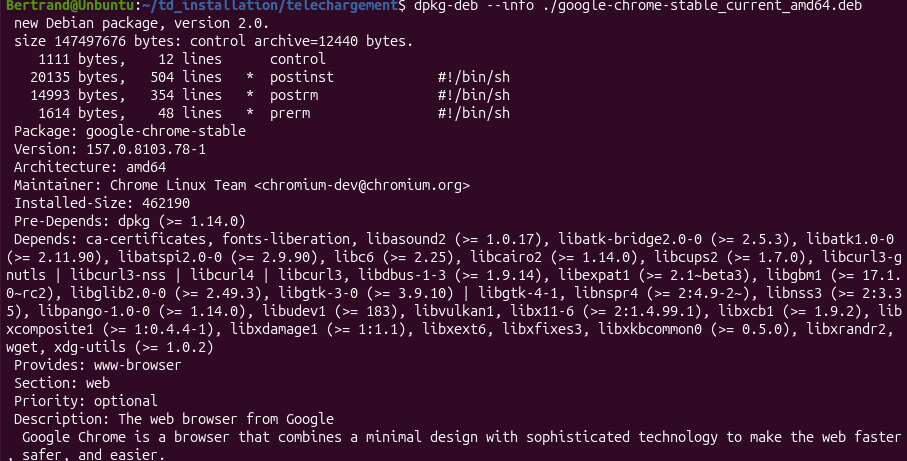 Bertrand@Unbuntu:~/td_installation/telechargement$ dpkg-deb --info ./google-chrome-stable_current_amd64.deb
new Debian package, version 2.0.
size 147497676 bytes: control archive=12440 bytes.
1111 bytes, 12 lines control
20135 bytes, 504 lines * postinst #!/bin/sh
14993 bytes, 354 lines * postrm #!/bin/sh
1614 bytes, 48 lines * prerm #!/bin/sh
Package: google-chrome-stable
Version: 157.0.8103.78-1
Architecture: amd64
Maintainer: Chrome Linux Team <chromium-dev@chromium.org>
Installed-Size: 462190
Pre-Depends: dpkg (>= 1.14.0)
Depends: ca-certificates, fonts-liberation, libasound2 (>= 1.0.17), libatk-bridge2.0-0 (>= 2.5.3), libatk1.0-0
(>= 2.11.90), libatspi2.0-0 (>= 2.9.90), libc6 (>= 2.25), libcairo2 (>= 1.14.0), libcups2 (>= 1.7.0), libcurl3-g
nutls | libcurl3-nss | libcurl4 | libcurl3, libdbus-1-3 (>= 1.9.14), libexpat1 (>= 2.1~beta3), libgbm1 (>= 17.1.
0~rc2), libglib2.0-0 (>= 2.49.3), libgtk-3-0 (>= 3.9.10) | libgtk-4-1, libnspr4 (>= 2:4.9-2~), libnss3 (>= 2:3.3
5), libpango-1.0-0 (>= 1.14.0), libudev1 (>= 183), libvulkan1, libx11-6 (>= 2:1.4.99.1), libxcb1 (>= 1.9.2), lib
xcomposite1 (>= 1:0.4.4-1), libxdamage1 (>= 1:1.1), libxext6, libxfixes3, libxkbcommon0 (>= 0.5.0), libxrandr2,
wget, xdg-utils (>= 1.0.2)
Provides: www-browser
Section: web
Priority: optional
Description: The web browser from Google
Google Chrome is a browser that combines a minimal design with sophisticated technology to make the web faster
, safer, and easier.